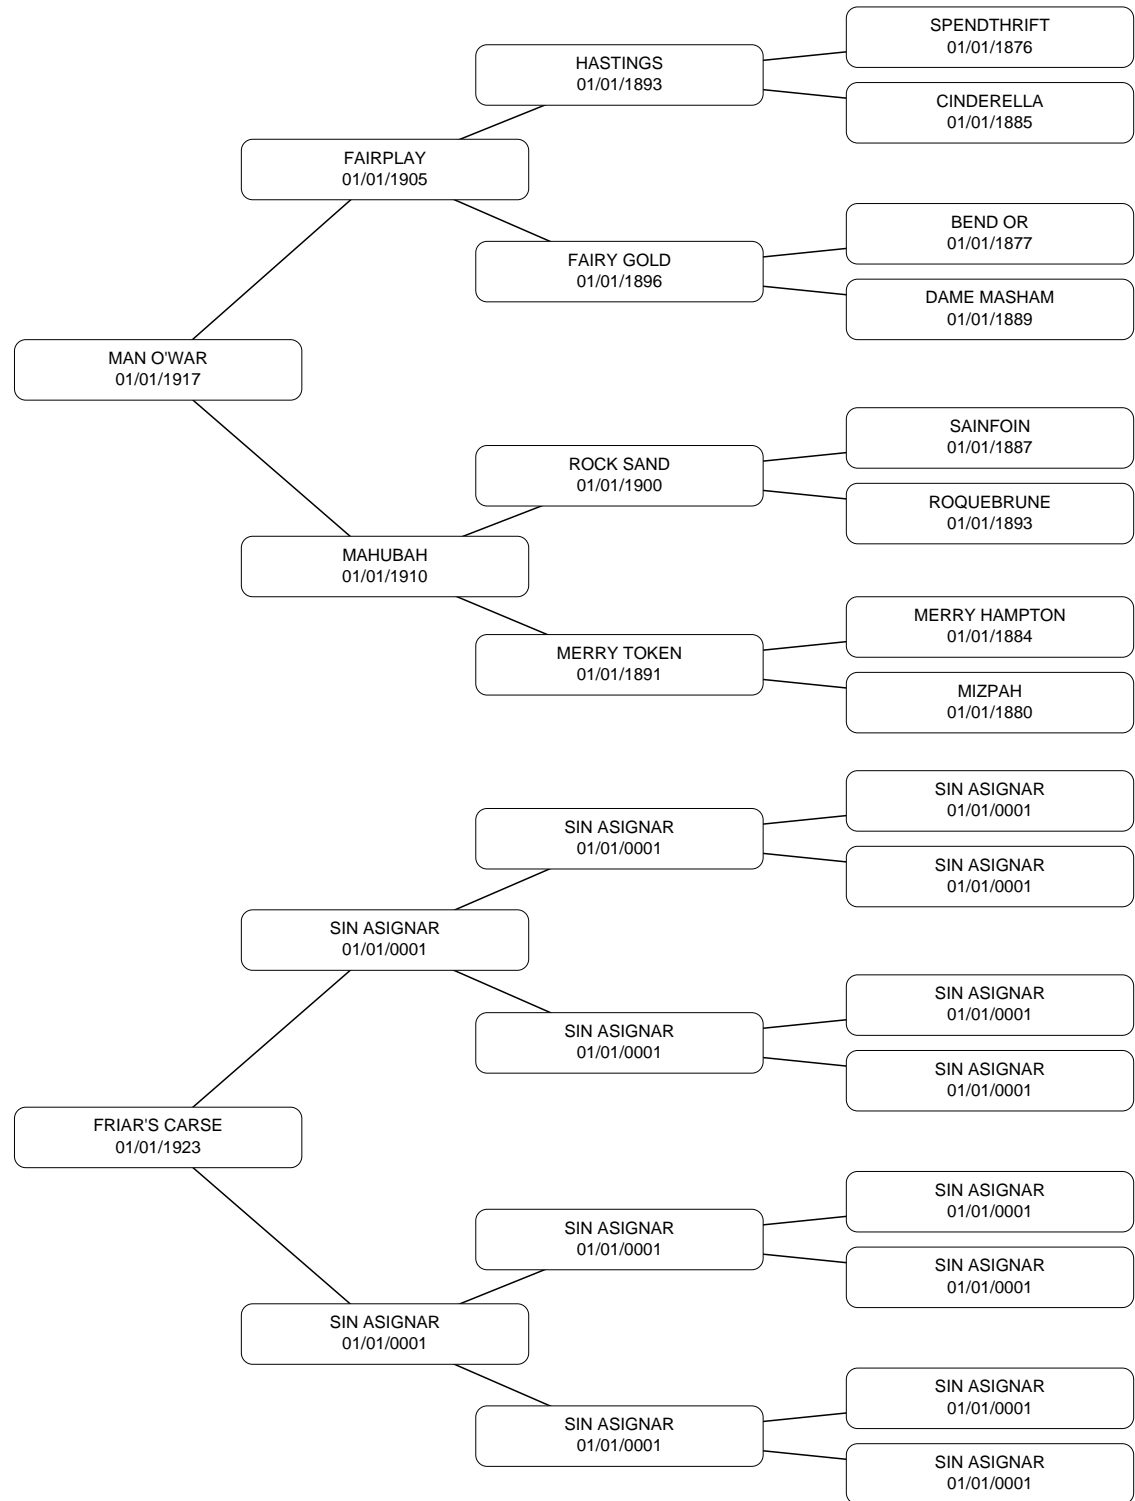 SPENDTHRIFT
01/01/1876
HASTINGS
01/01/1893
CINDERELLA
01/01/1885
FAIRPLAY
01/01/1905
BEND OR
01/01/1877
FAIRY GOLD
01/01/1896
DAME MASHAM
01/01/1889
MAN O'WAR
01/01/1917
SAINFOIN
01/01/1887
ROCK SAND
01/01/1900
ROQUEBRUNE
01/01/1893
MAHUBAH
01/01/1910
MERRY HAMPTON
01/01/1884
MERRY TOKEN
01/01/1891
MIZPAH
01/01/1880
SIN ASIGNAR
01/01/0001
SIN ASIGNAR
01/01/0001
SIN ASIGNAR
01/01/0001
SIN ASIGNAR
01/01/0001
SIN ASIGNAR
01/01/0001
SIN ASIGNAR
01/01/0001
SIN ASIGNAR
01/01/0001
FRIAR'S CARSE
01/01/1923
SIN ASIGNAR
01/01/0001
SIN ASIGNAR
01/01/0001
SIN ASIGNAR
01/01/0001
SIN ASIGNAR
01/01/0001
SIN ASIGNAR
01/01/0001
SIN ASIGNAR
01/01/0001
SIN ASIGNAR
01/01/0001